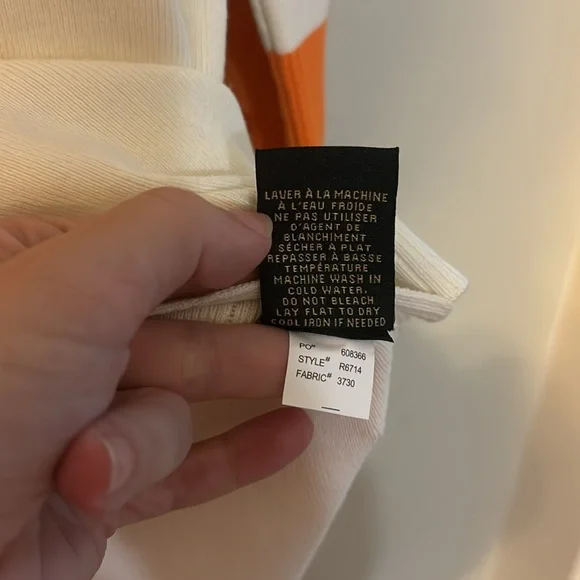 LAVER À LA MACHINE
À L'EAU FROIDE
NE PAS UTILISER
D'AGENT DE
BLANCHIMENT
SÉCHER À PLAT
REPASSER À BASSE
TEMPÉRATURE
MACHINE WASH IN
COLD WATER.
DO NOT BLEACH
LAY FLAT TO DRY
COOL IRON IF NEEDED
PO# 608366
STYLE# R6714
FABRIC# 3730